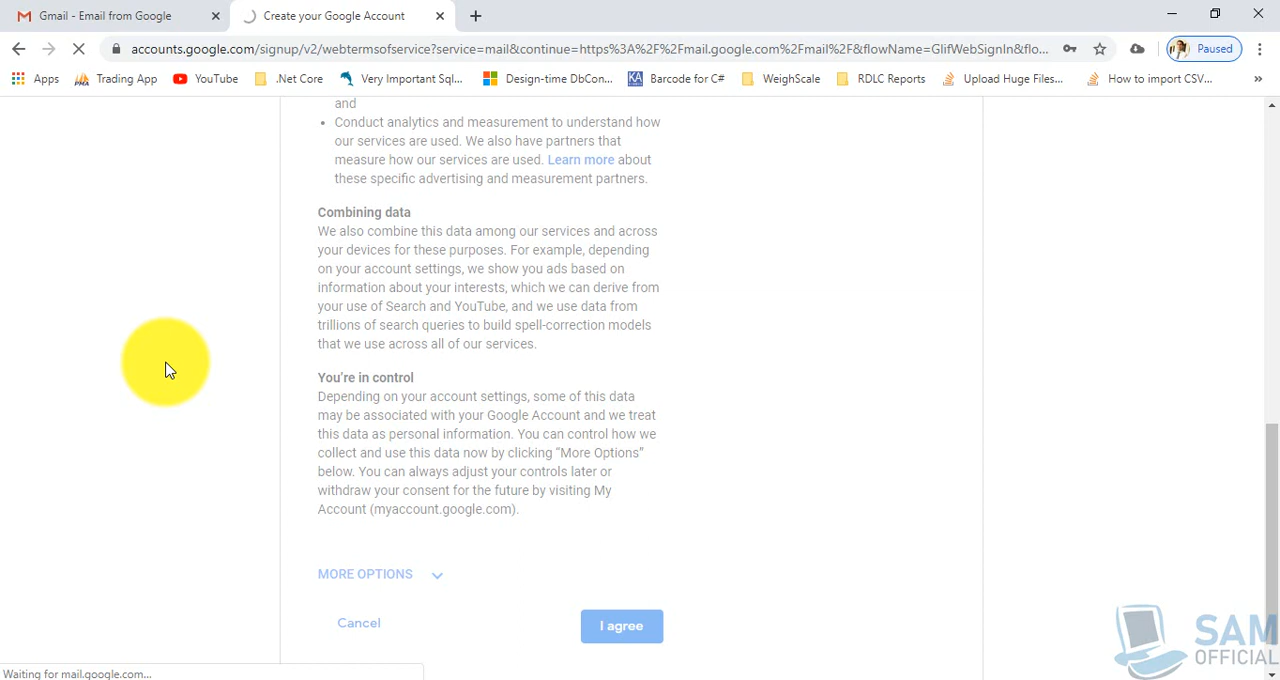 Gmail - Email from Google
Create your Google Account
accounts.google.com/signup/v2/webtermsofservice?service=mail&continue=https%3A%2F%2Fmail.google.com%2Fmail%2F&flowName=GlifWebSignIn&flo...
Paused
Apps
Trading App
YouTube
.Net Core
Very Important Sql...
Design-time DbCon...
KA
Barcode for C#
WeighScale
RDLC Reports
Upload Huge Files...
How to import CSV...
»
and
• Conduct analytics and measurement to understand how
our services are used. We also have partners that
measure how our services are used. Learn more about
these specific advertising and measurement partners.
Combining data
We also combine this data among our services and across
your devices for these purposes. For example, depending
on your account settings, we show you ads based on
information about your interests, which we can derive from
your use of Search and YouTube, and we use data from
trillions of search queries to build spell-correction models
that we use across all of our services.
You're in control
Depending on your account settings, some of this data
may be associated with your Google Account and we treat
this data as personal information. You can control how we
collect and use this data now by clicking “More Options”
below. You can always adjust your controls later or
withdraw your consent for the future by visiting My
Account (myaccount.google.com).
MORE OPTIONS
Cancel
I agree
SAM
OFFICIAL
Waiting for mail.google.com...